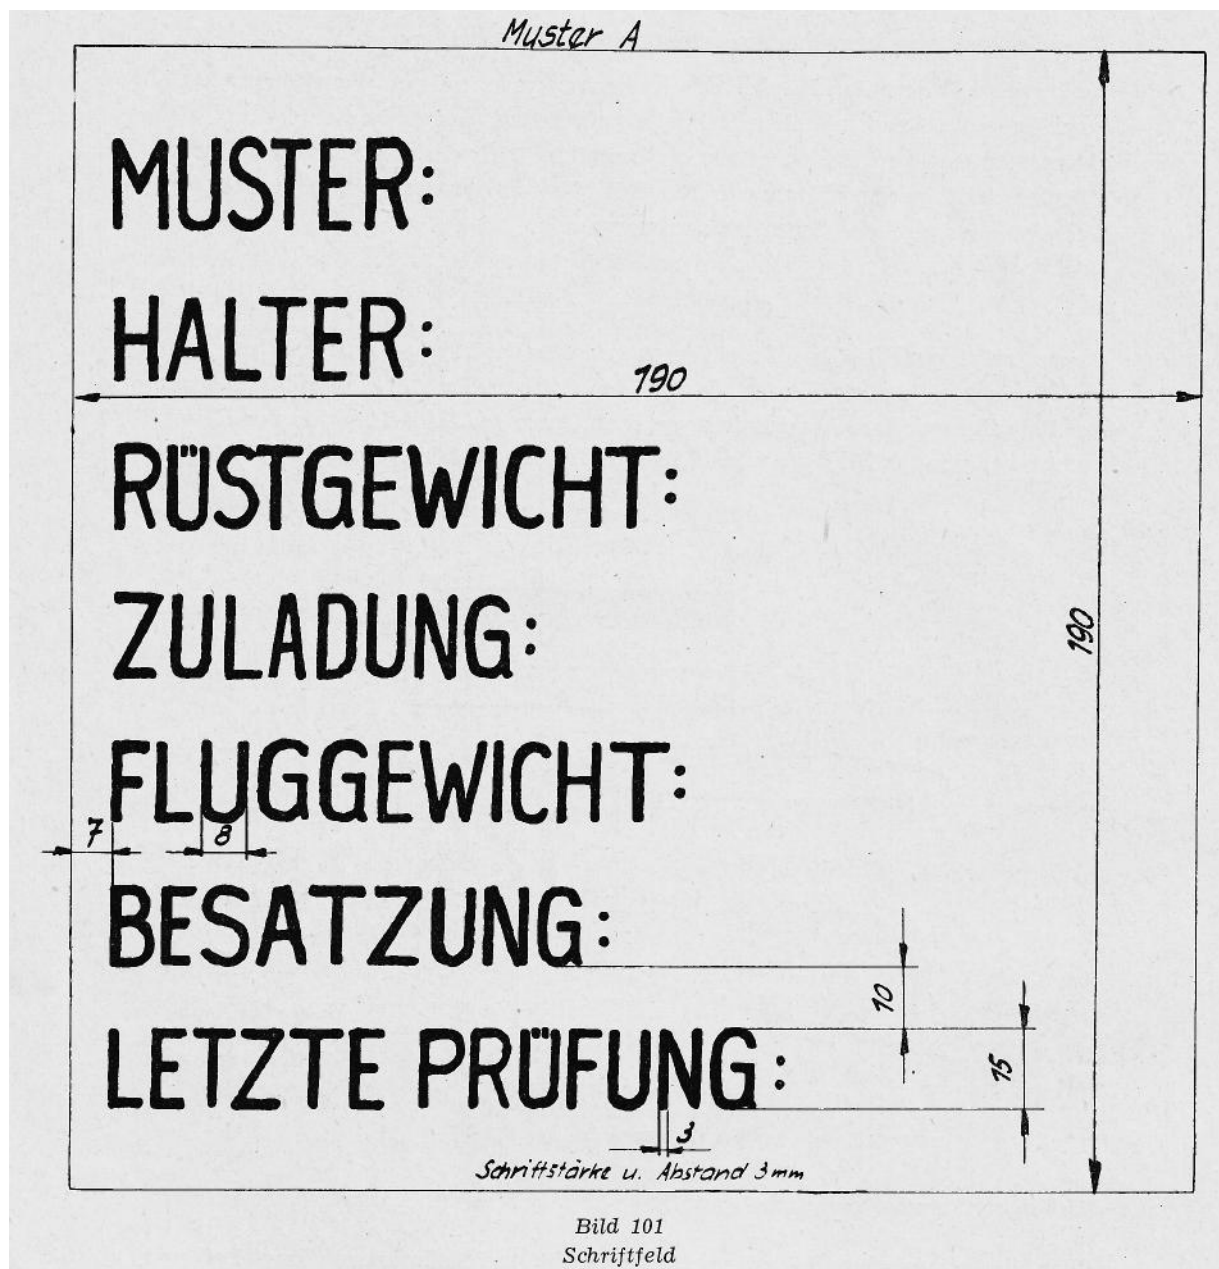 Muster A
MUSTER:
HALTER:
190
RÜSTGEWICHT:
ZULADUNG:
190
FLUGGEWICHT:
7 8
BESATZUNG:
10
LETZTE PRÜFUNG:
15
3
Schriftstärke u. Abstand 3mm
Bild 101
Schriftfeld